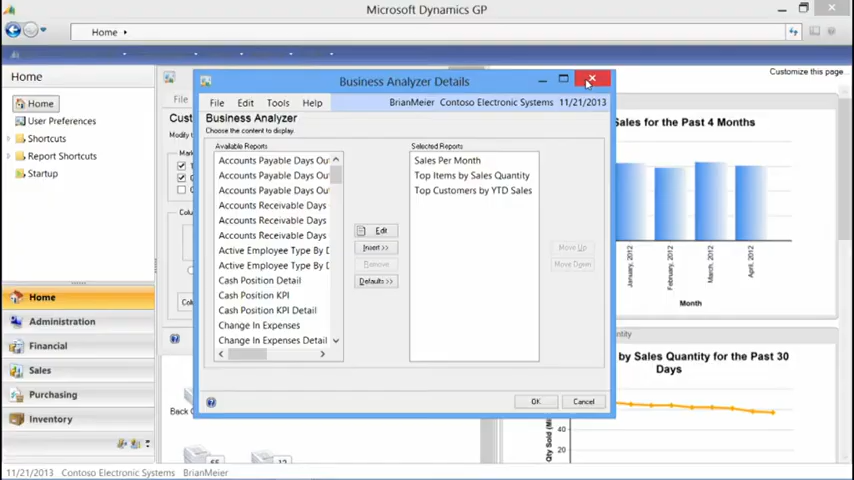 Microsoft Dynamics GP
Home
Home
Customize this page...
Home
User Preferences
Shortcuts
Report Shortcuts
Startup
File
Business Analyzer Details
File Edit Tools Help
BrianMeier Contoso Electronic Systems 11/21/2013
Business Analyzer
Choose the content to display.
Available Reports
Accounts Payable Days Ou
Accounts Payable Days Ou
Accounts Payable Days Ou
Accounts Receivable Days
Accounts Receivable Days
Accounts Receivable Days
Active Employee Type By D
Active Employee Type By D
Cash Position Detail
Cash Position KPI
Cash Position KPI Detail
Change In Expenses
Change In Expenses Detail
Edit
Insert >>
Remove
Defaults >>
Selected Reports
Sales Per Month
Top Items by Sales Quantity
Top Customers by YTD Sales
Move Up
Move Down
OK
Cancel
Sales for the Past 4 Months
January, 2012
February, 2012
March, 2012
April, 2012
Month
by Sales Quantity for the Past 30
Days
40
20
Home
Administration
Financial
Sales
Purchasing
Inventory
11/21/2013 Contoso Electronic Systems BrianMeier